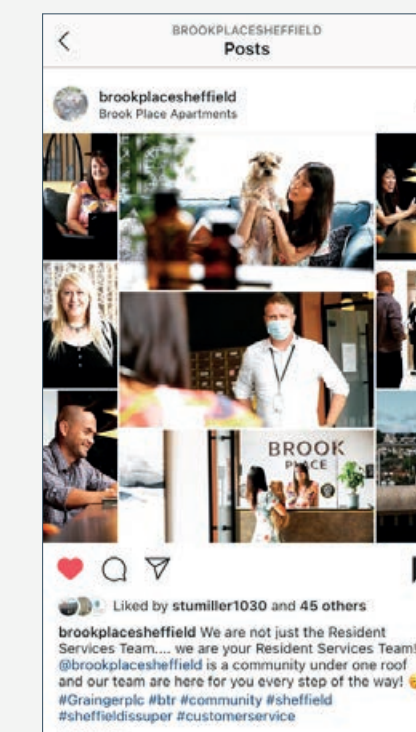 BROOKPLACESHEFFIELD
Posts
brookplacesheffield
Brook Place Apartments
BROOK
PLACE
Liked by stumiller1030 and 45 others
brookplacesheffield We are not just the Resident
Services Team.... we are your Resident Services Team!
@brookplacesheffield is a community under one roof
and our team are here for you every step of the way!
#Graingerplc #btr #community #sheffield
#sheffieldissuper #customerservice